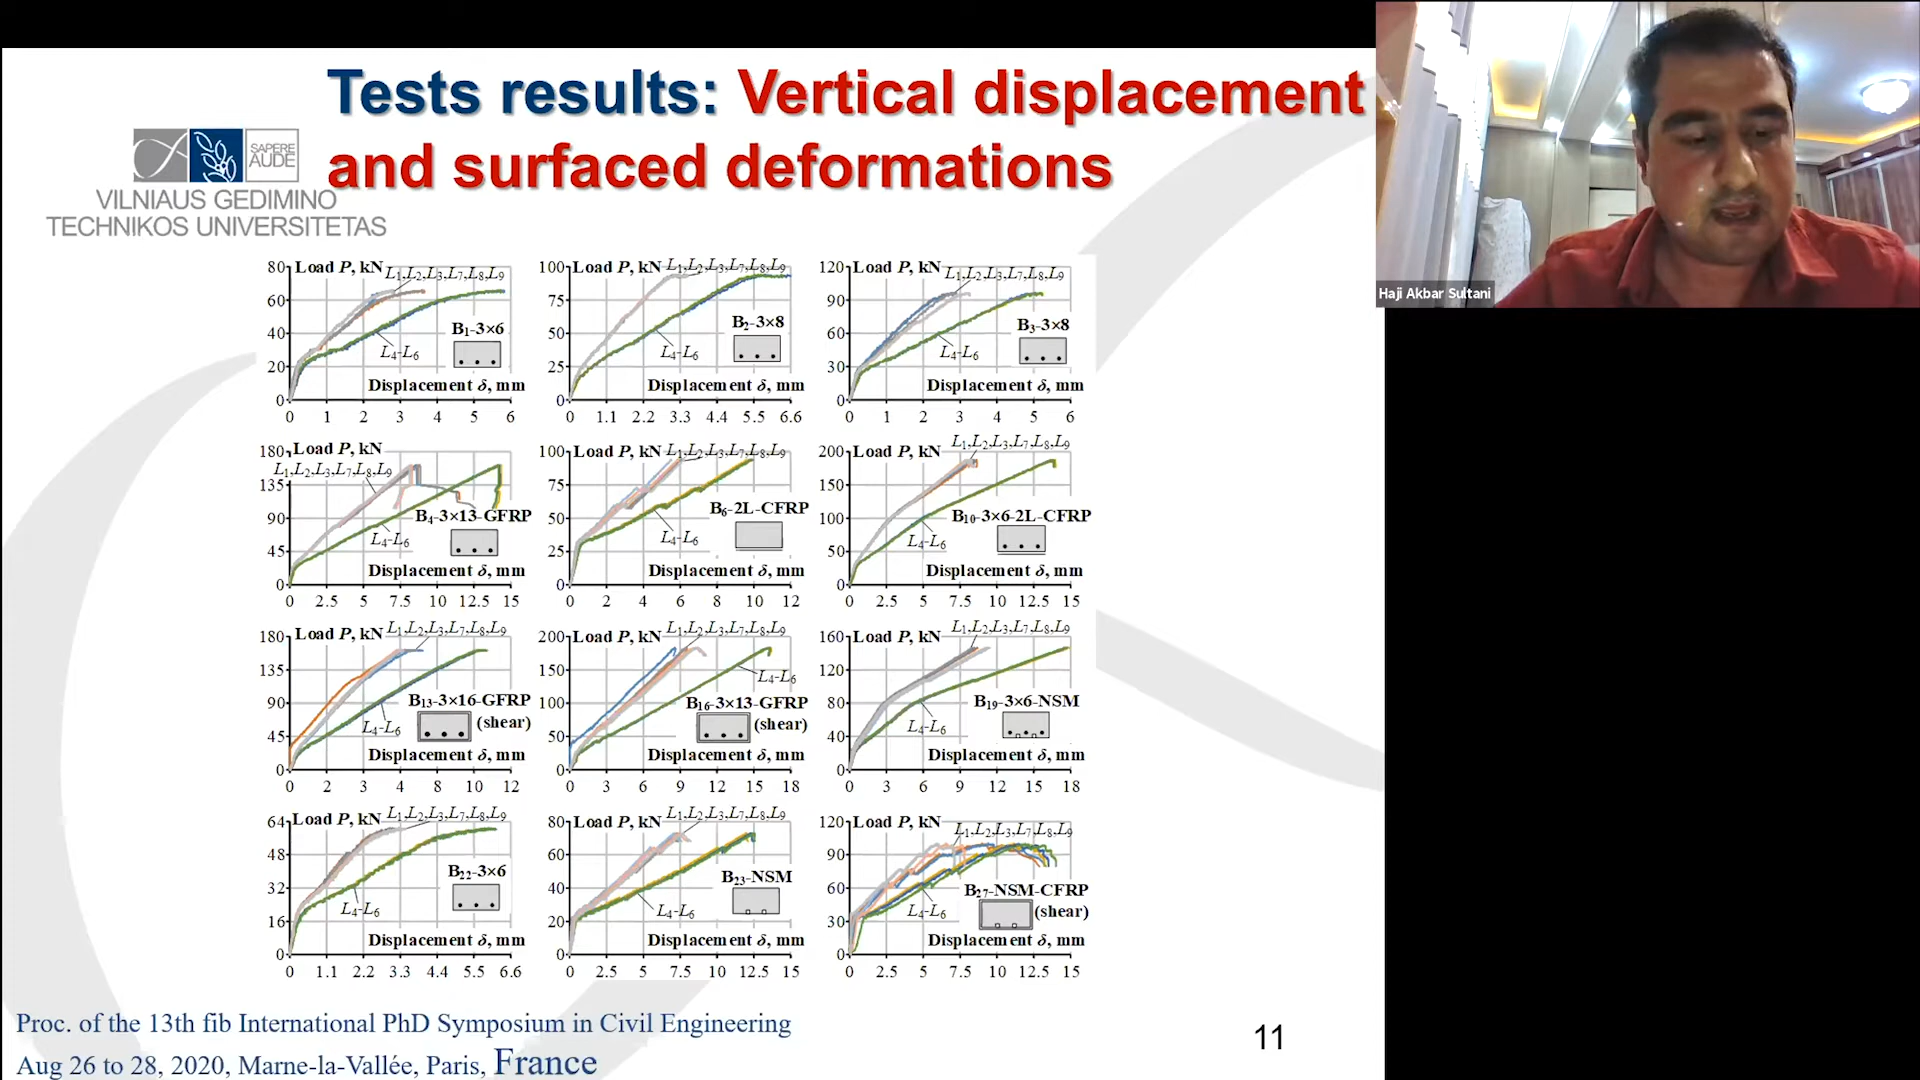 Tests results: Vertical displacement
and surfaced deformations
SAPERE
AUDE
VILNIAUS GEDIMINO
TECHNIKOS UNIVERSITETAS
Haji Akbar Sultani
80 Load P, kN L1,L2,L3,L7,L8,L9
60
40
20
0
B1-3×6
L4-L6
Displacement δ, mm
0 1 2 3 4 5 6
100 Load P, kN L1,L2,L3,L7,L8,L9
75
50
25
0
B2-3×8
L4-L6
Displacement δ, mm
0 1.1 2.2 3.3 4.4 5.5 6.6
120 Load P, kN L1,L2,L3,L7,L8,L9
90
60
30
0
B3-3×8
L4-L6
Displacement δ, mm
0 1 2 3 4 5 6
180 Load P, kN
L1,L2,L3,L7,L8,L9
135
90
45
0
B4-3×13-GFRP
L4-L6
Displacement δ, mm
0 2.5 5 7.5 10 12.5 15
100 Load P, kN L1,L2,L3,L7,L8,L9
75
50
25
0
B6-2L-CFRP
L4-L6
Displacement δ, mm
0 2 4 6 8 10 12
L1,L2,L3,L7,L8,L9
200 Load P, kN
150
100
50
0
B10-3×6-2L-CFRP
L4-L6
Displacement δ, mm
0 2.5 5 7.5 10 12.5 15
180 Load P, kN L1,L2,L3,L7,L8,L9
135
90
45
0
B13-3×16-GFRP
(shear)
L4-L6
Displacement δ, mm
0 2 3 4 8 10 12
200 Load P, kN L1,L2,L3,L7,L8,L9
150
100
50
0
L4-L6
B16-3×13-GFRP
(shear)
Displacement δ, mm
0 3 6 9 12 15 18
160 Load P, kN L1,L2,L3,L7,L8,L9
120
80
40
0
B19-3×6-NSM
L4-L6
Displacement δ, mm
0 3 6 9 12 15 18
64 Load P, kN L1,L2,L3,L7,L8,L9
48
32
16
0
B22-3×6
L4-L6
Displacement δ, mm
0 1.1 2.2 3.3 4.4 5.5 6.6
80 Load P, kN L1,L2,L3,L7,L8,L9
60
40
20
0
B23-NSM
L4-L6
Displacement δ, mm
0 2.5 5 7.5 10 12.5 15
120 Load P, kN
L1,L2,L3,L7,L8,L9
90
60
30
0
B27-NSM-CFRP
(shear)
L4-L6
Displacement δ, mm
0 2.5 5 7.5 10 12.5 15
Proc. of the 13th fib International PhD Symposium in Civil Engineering
Aug 26 to 28, 2020, Marne-la-Vallée, Paris, France
11